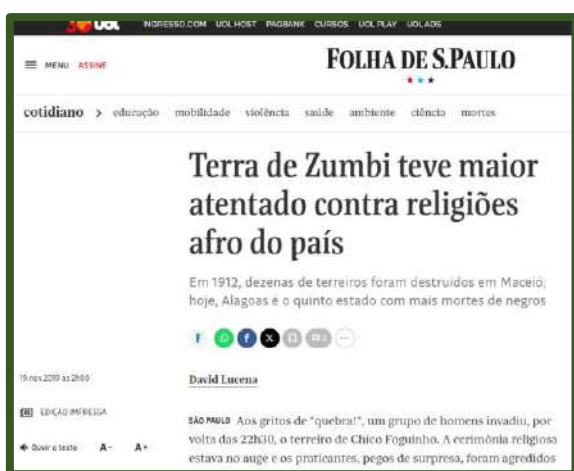 UOL INGRESSO.COM UOL HOST PAGBANK CURSOS UOL PLAY UOL ADS
MENU ASSINE FOLHA DE S.PAULO
cotidiano > educação mobilidade violência saúde ambiente ciência mortes
Terra de Zumbi teve maior
atentado contra religiões
afro do país
Em 1912, dezenas de terreiros foram destruídos em Maceió;
hoje, Alagoas é o quinto estado com mais mortes de negros
19.nov.2019 às 2h00
David Lucena
EDIÇÃO IMPRESSA
SÃO PAULO Aos gritos de "quebra!", um grupo de homens invadiu, por
volta das 22h30, o terreiro de Chico Foguinho. A cerimônia religiosa
Ouvir o texto A- A+
estava no auge e os praticantes, pegos de surpresa, foram agredidos